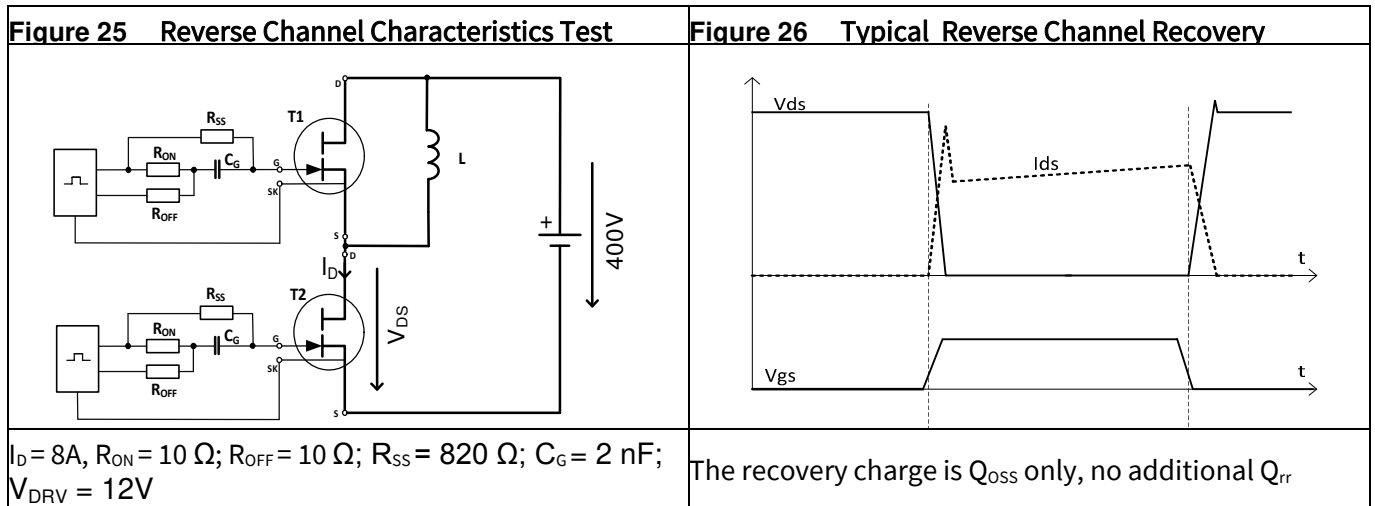 Figure 25 Reverse Channel Characteristics Test
D
T1
RSS
RON
CG
G
SK
ROFF
S
L
+
400V
D
ID
VDS
T2
RSS
RON
CG
G
SK
ROFF
S
ID = 8A, RON = 10 Ω; ROFF = 10 Ω; RSS = 820 Ω; CG = 2 nF;
VDRV = 12V
Figure 26 Typical Reverse Channel Recovery
Vds
Ids
t
Vgs
t
The recovery charge is QOSS only, no additional Qrr